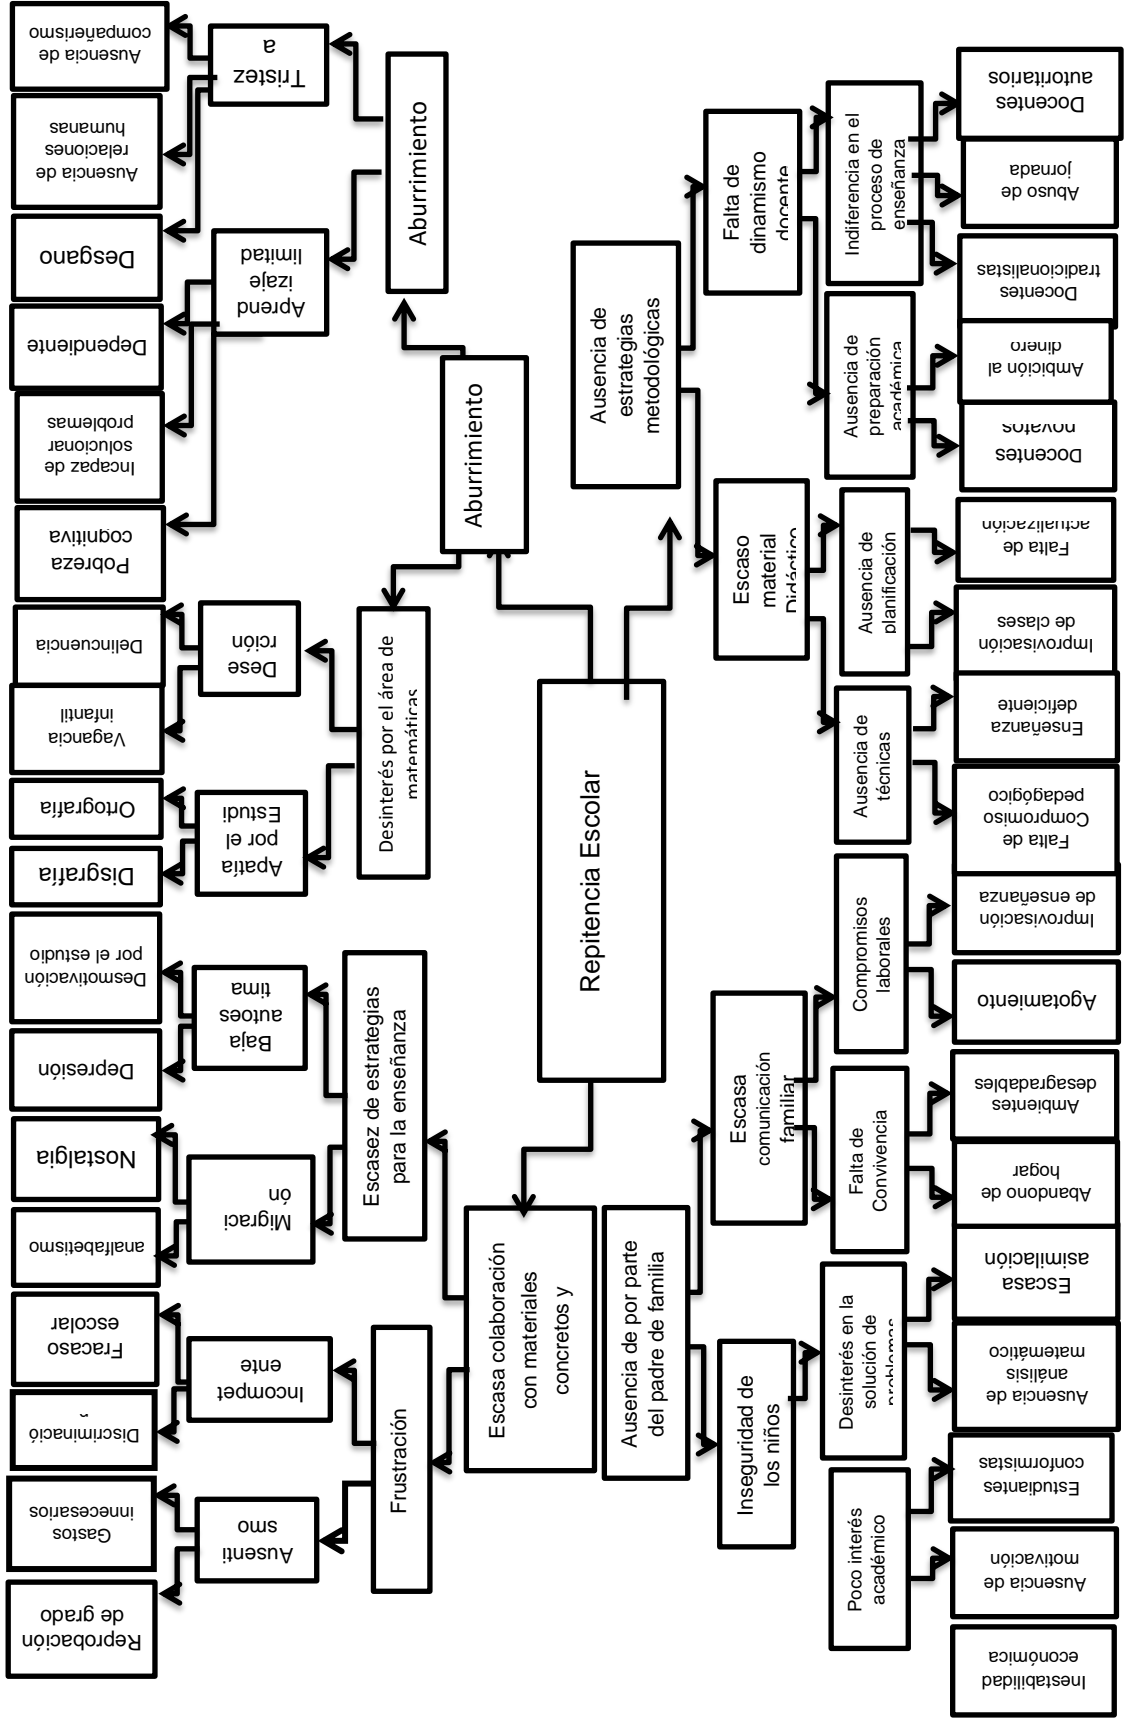 Reprobación
de grado
Gastos
innecesarios
Discriminació
Fracaso
escolar
analfabetismo
Nostalgia
Depresión
Desmotivación
por el estudio
Disgrafía
Ortografía
Vagancia
infantil
Delincuencia
Pobreza
cognitiva
Incapaz de
solucionar
problemas
Dependiente
Desgano
Ausencia de
relaciones
humanas
Ausencia de
compañerismo
Ausenti
smo
Incompet
ente
Migraci
ón
Baja
autoes
tima
Apatía
por el
Estudi
Dese
rción
Aprend
izaje
limitad
Tristez
a
Frustración
Escasez de estrategias
para la enseñanza
Desinterés por el área de
matemáticas
Aburrimiento
Escasa colaboración
con materiales
concretos y
Aburrimiento
Repitencia Escolar
Ausencia de por parte
del padre de familia
Ausencia de
estrategias
metodológicas
Inseguridad de
los niños
Escasa
comunicación
familiar
Escaso
material
Didáctico
Falta de
dinamismo
docente
Poco interés
académico
Desinterés en la
solución de
problemas
Falta de
Convivencia
Compromisos
laborales
Ausencia de
técnicas
Ausencia de
planificación
Ausencia de
preparación
académica
Indiferencia en el
proceso de
enseñanza
Inestabilidad
económica
Ausencia de
motivación
Estudiantes
conformistas
Ausencia de
análisis
matemático
Escasa
asimilación
Abandono de
hogar
Ambientes
desagradables
Agotamiento
Improvisación
de enseñanza
Falta de
Compromiso
pedagógico
Enseñanza
deficiente
Improvisación
de clases
Falta de
actualización
Docentes
novatos
Ambición al
dinero
Docentes
tradicionalistas
Abuso de
jornada
Docentes
autoritarios